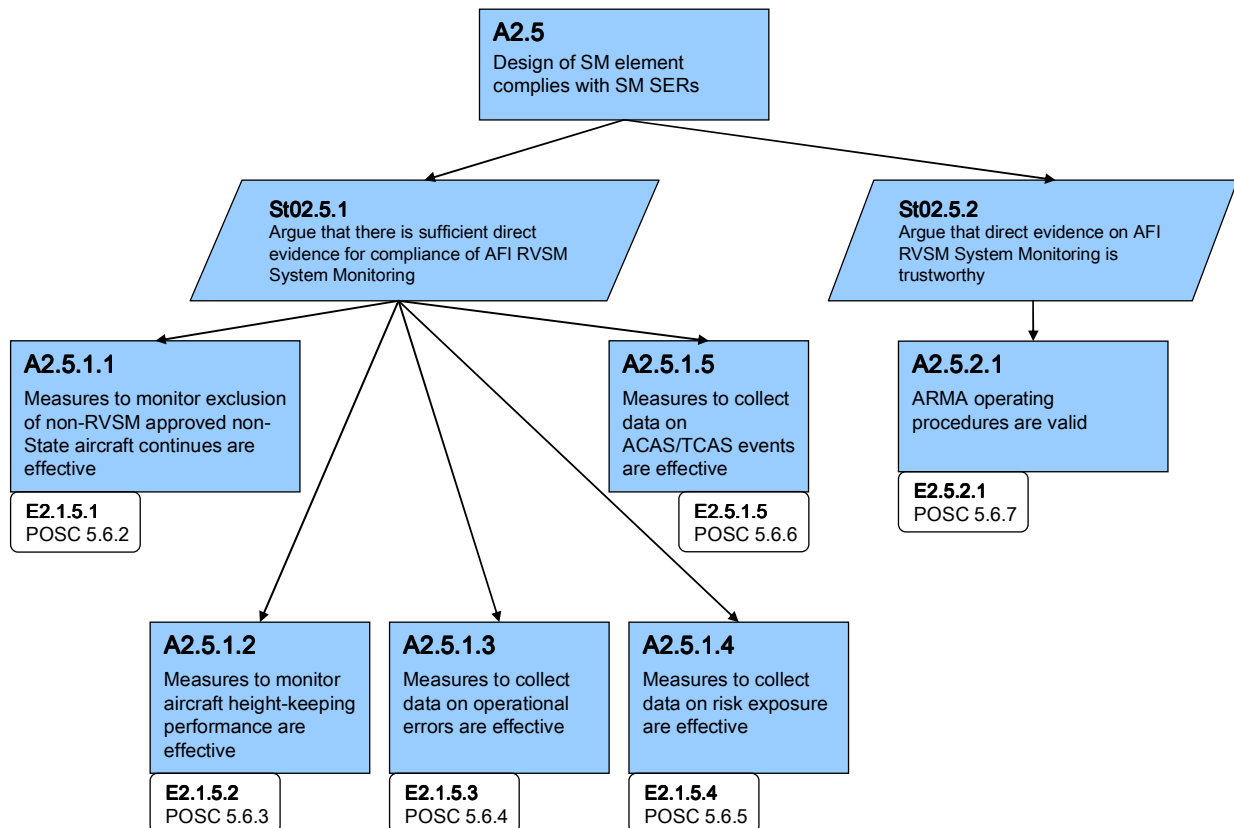 A2.5
Design of SM element
complies with SM SERs
St02.5.1
Argue that there is sufficient direct
evidence for compliance of AFI RVSM
System Monitoring
St02.5.2
Argue that direct evidence on AFI
RVSM System Monitoring is
trustworthy
A2.5.1.1
Measures to monitor exclusion
of non-RVSM approved non-
State aircraft continues are
effective
E2.1.5.1
POSC 5.6.2
A2.5.1.5
Measures to collect
data on
ACAS/TCAS events
are effective
E2.5.1.5
POSC 5.6.6
A2.5.2.1
ARMA operating
procedures are valid
E2.5.2.1
POSC 5.6.7
A2.5.1.2
Measures to monitor
aircraft height-keeping
performance are
effective
E2.1.5.2
POSC 5.6.3
A2.5.1.3
Measures to collect
data on operational
errors are effective
E2.1.5.3
POSC 5.6.4
A2.5.1.4
Measures to collect
data on risk exposure
are effective
E2.1.5.4
POSC 5.6.5